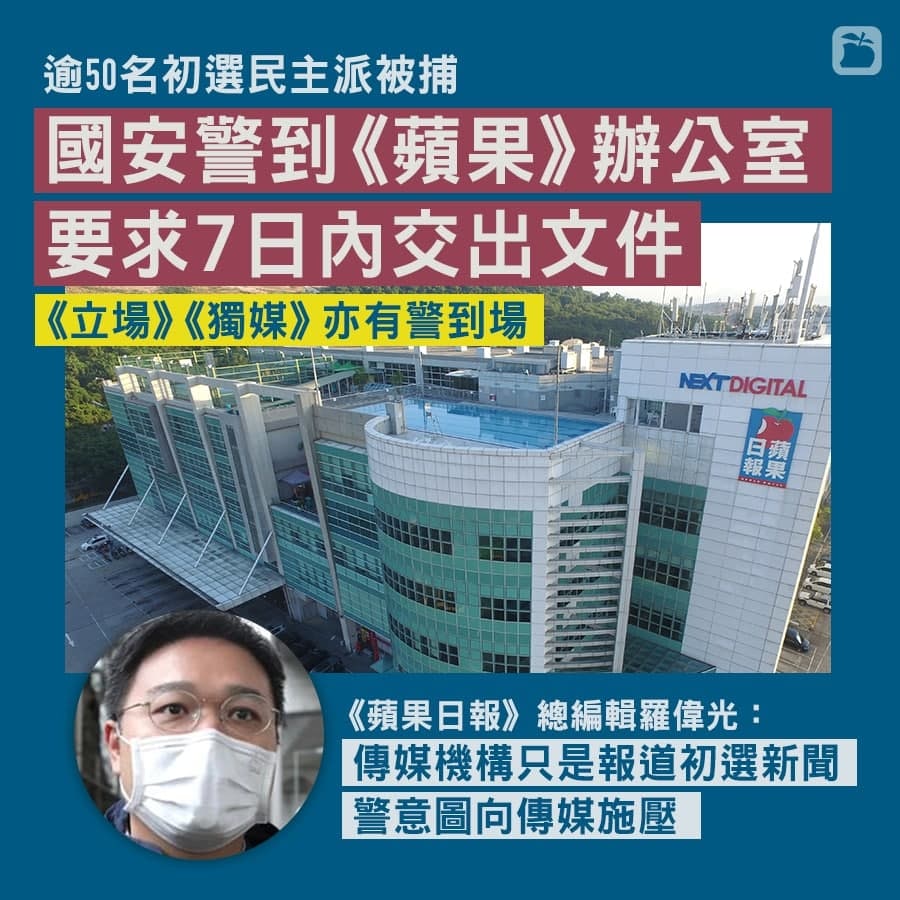 逾50名初選民主派被捕
國安警到《蘋果》辦公室
要求7日內交出文件
《立場》《獨媒》亦有警到場
NEXT DIGITAL
蘋果日報
《蘋果日報》總編輯羅偉光：
傳媒機構只是報道初選新聞
警意圖向傳媒施壓